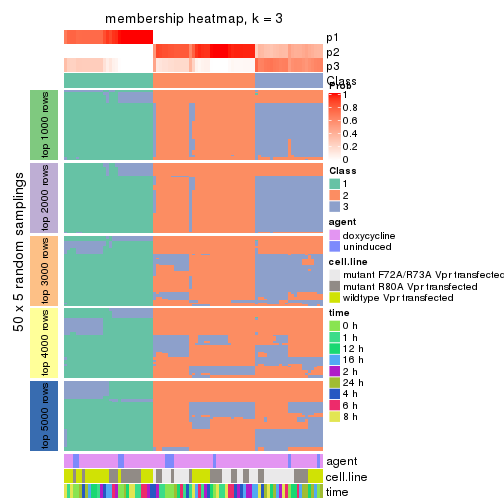 membership heatmap, k = 3
p1
p2
p3
Class
Prob
1
0.8
0.6
0.4
0.2
0
Class
1
2
3
agent
doxycycline
uninduced
cell.line
mutant F72A/R73A Vpr transfected
mutant R80A Vpr transfected
wildtype Vpr transfected
time
0 h
1 h
12 h
16 h
2 h
24 h
4 h
6 h
8 h
50 x 5 random samplings
top 1000 rows
top 2000 rows
top 3000 rows
top 4000 rows
top 5000 rows
agent
cell.line
time